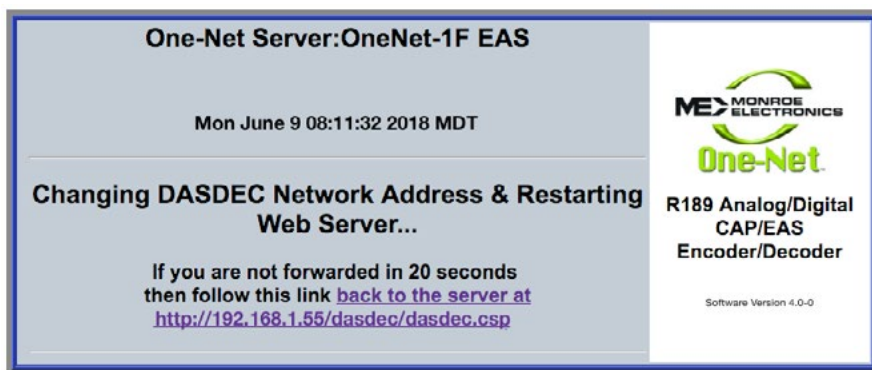 One-Net Server:OneNet-1F EAS
Mon June 9 08:11:32 2018 MDT
Changing DASDEC Network Address & Restarting
Web Server...
If you are not forwarded in 20 seconds
then follow this link back to the server at
http://192.168.1.55/dasdec/dasdec.csp
ME MONROE
ELECTRONICS
One-Net
R189 Analog/Digital
CAP/EAS
Encoder/Decoder
Software Version 4.0-0